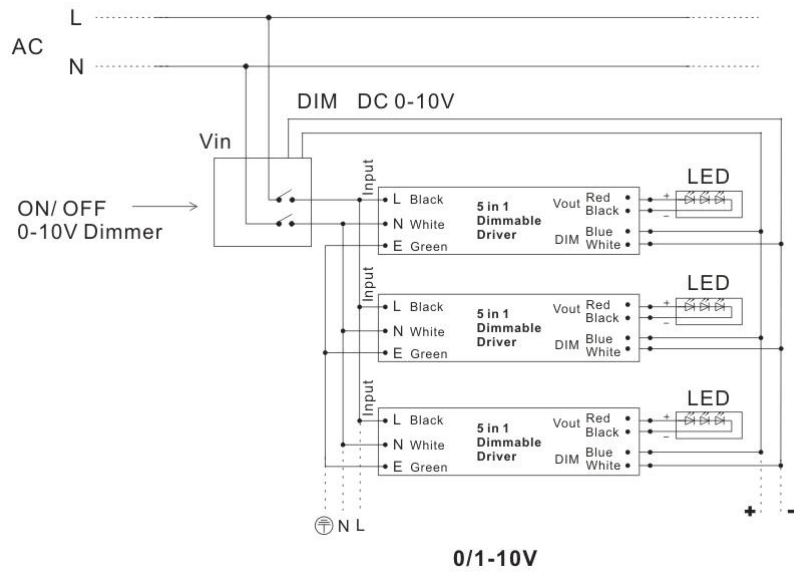 L
AC
N
DIM DC 0-10V
Vin
ON/ OFF
0-10V Dimmer
Input
L Black
N White
E Green
5 in 1
Dimmable
Driver
Vout Red
Black
DIM Blue
White
LED
+
−
Input
L Black
N White
E Green
5 in 1
Dimmable
Driver
Vout Red
Black
DIM Blue
White
LED
+
−
Input
L Black
N White
E Green
5 in 1
Dimmable
Driver
Vout Red
Black
DIM Blue
White
LED
+
−
N L
+ -
0/1-10V